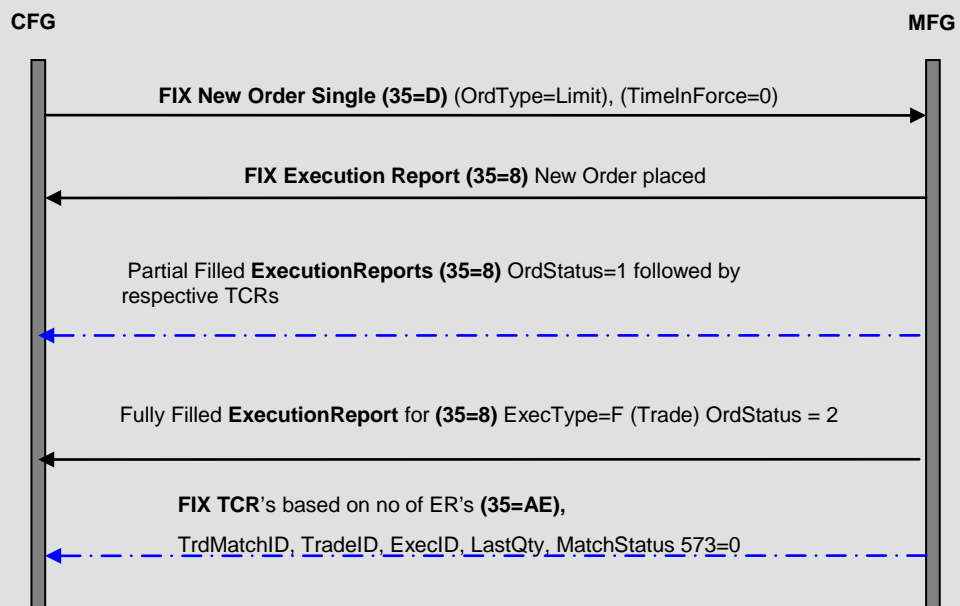 CFG
MFG
FIX New Order Single (35=D) (OrdType=Limit), (TimeInForce=0)
FIX Execution Report (35=8) New Order placed
Partial Filled ExecutionReports (35=8) OrdStatus=1 followed by
respective TCRs
Fully Filled ExecutionReport for (35=8) ExecType=F (Trade) OrdStatus = 2
FIX TCR's based on no of ER's (35=AE),
TrdMatchID, TradeID, ExecID, LastQty, MatchStatus 573=0